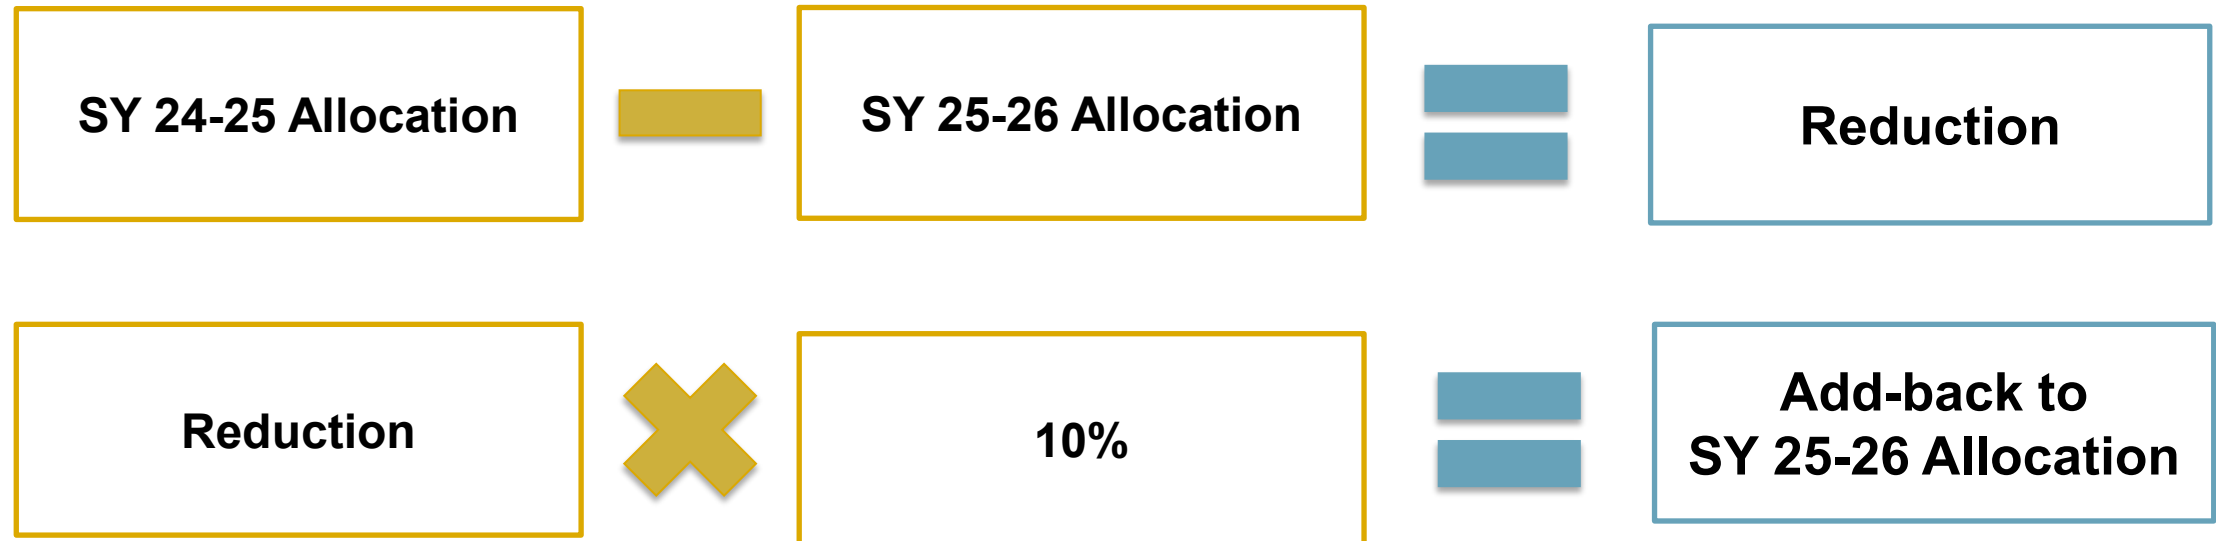 SY 24-25 Allocation
SY 25-26 Allocation
Reduction
Reduction
10%
Add-back to
SY 25-26 Allocation